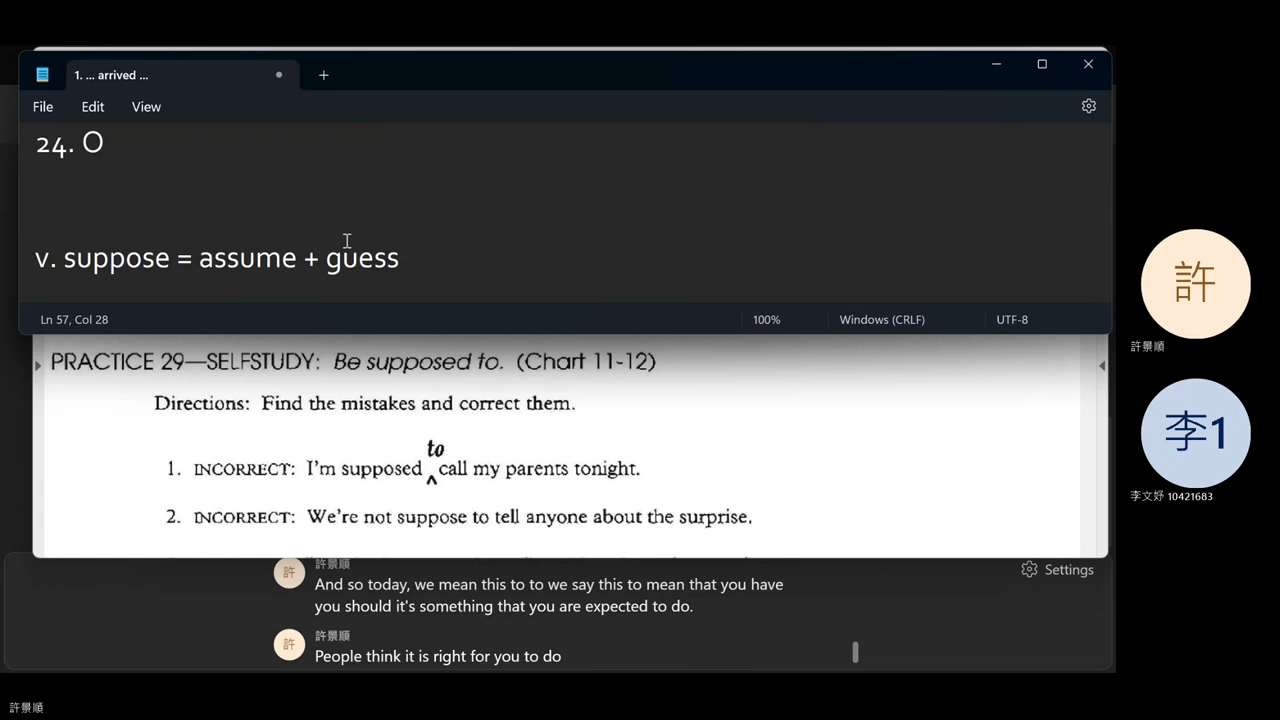 1. ... arrived ...
File Edit View
24. O
v. suppose = assume + guess
Ln 57, Col 28 100% Windows (CRLF) UTF-8
PRACTICE 29—SELFSTUDY: Be supposed to. (Chart 11-12)
Directions: Find the mistakes and correct them.
to
1. INCORRECT: I'm supposed ^ call my parents tonight.
2. INCORRECT: We're not suppose to tell anyone about the surprise.
許
許景順
李1
李文妤 10421683
Settings
許
許景順
And so today, we mean this to to we say this to mean that you have
you should it's something that you are expected to do.
許
許景順
People think it is right for you to do
許景順